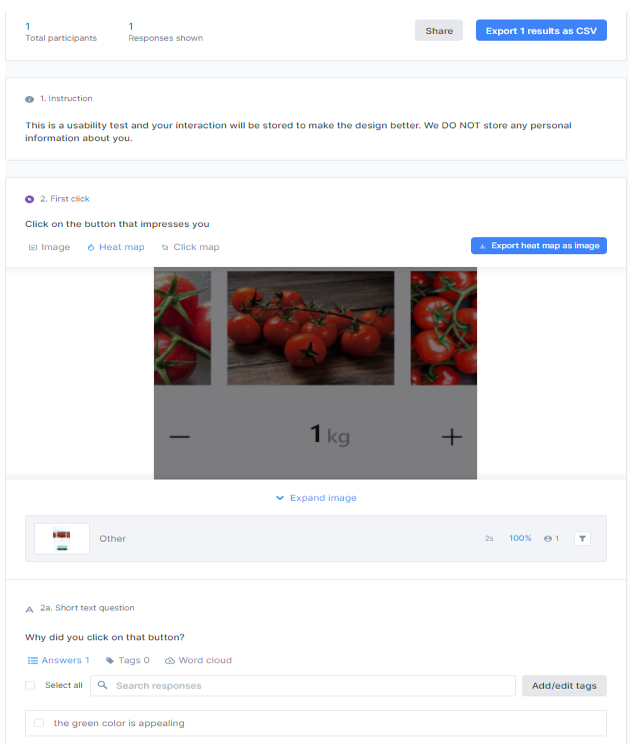 1
1
Total participants
Responses shown
Share
Export 1 results as CSV
1. Instruction
This is a usability test and your interaction will be stored to make the design better. We DO NOT store any personal
information about you.
2. First click
Click on the button that impresses you
Image
Heat map
Click map
Export heat map as image
1 kg
Expand image
Other
2s
100%
1
2a. Short text question
Why did you click on that button?
Answers 1
Tags 0
Word cloud
Select all
Search responses
Add/edit tags
the green color is appealing